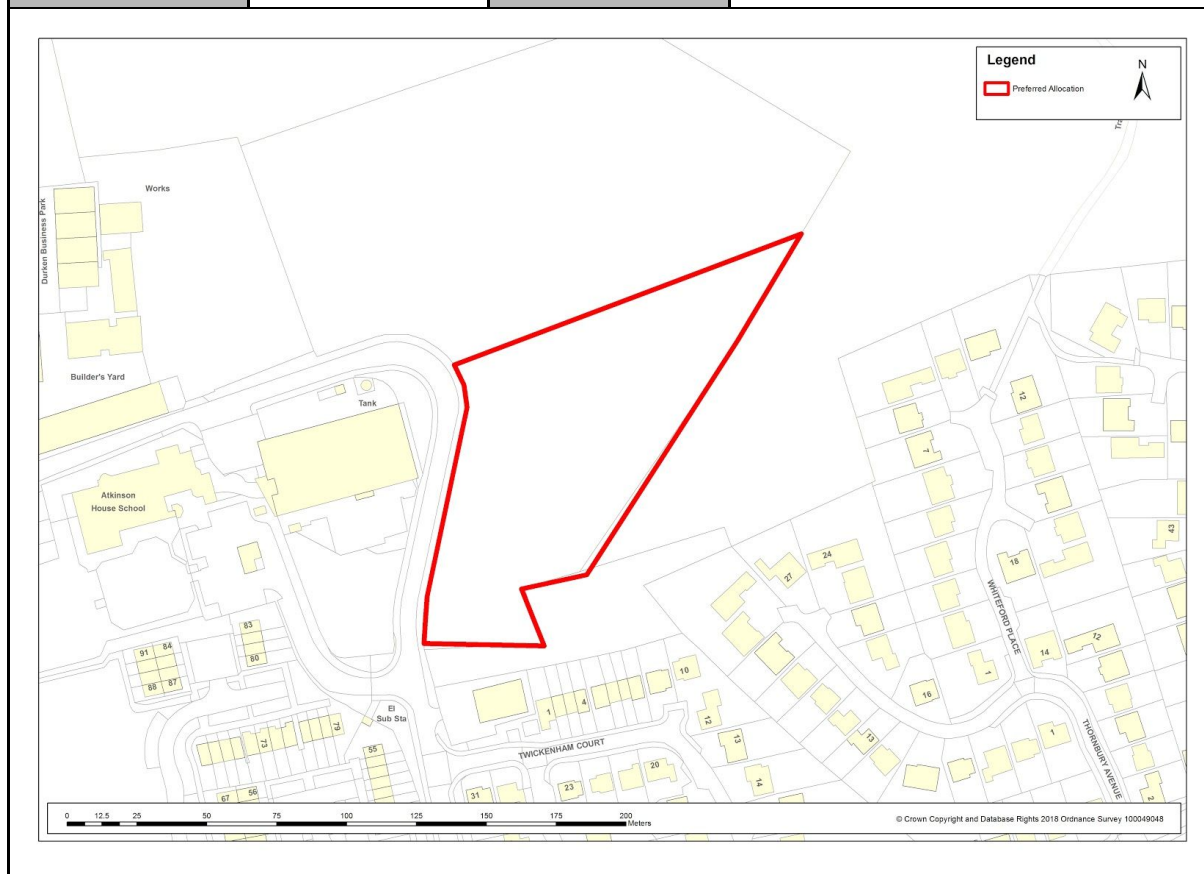 Legend
N
Preferred Allocation
Works
Durken Business Park
Builder's Yard
Tank
Atkinson
House School
12
7
43
24
27
18
WHITEFORD PLACE
83
91
84
80
12
14
88
87
10
1
16
1
4
El
Sub Sta
79
12
73
13
13
1
THORNBURY AVENUE
TWICKENHAM COURT
55
20
14
23
31
2
67
56
0
12.5
25
50
75
100
125
150
175
200
Meters
© Crown Copyright and Database Rights 2018 Ordnance Survey 100049048